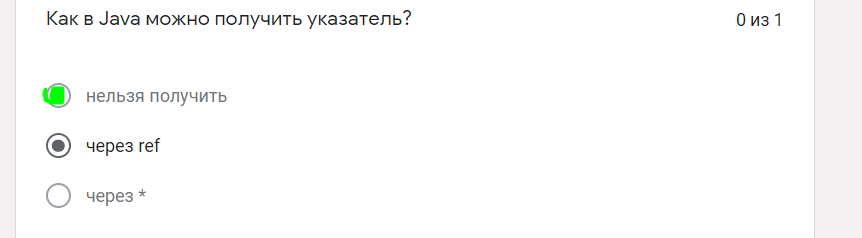 Как в Java можно получить указатель?
0 из 1
нельзя получить
через ref
через *